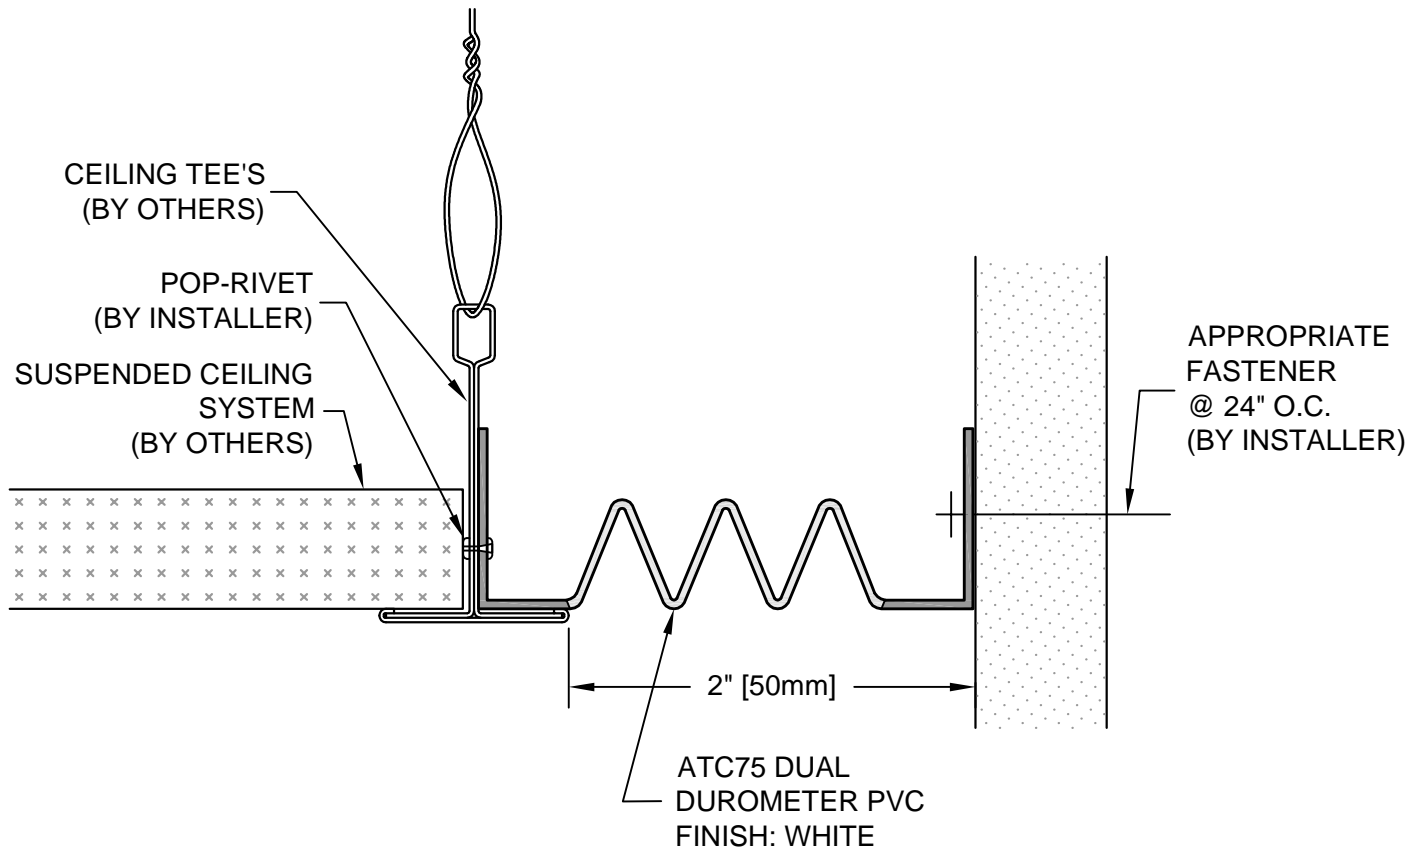 CEILING TEE'S
(BY OTHERS)
POP-RIVET
(BY INSTALLER)
SUSPENDED CEILING
SYSTEM
(BY OTHERS)
APPROPRIATE
FASTENER
@ 24" O.C.
(BY INSTALLER)
2" [50mm]
ATC75 DUAL
DUROMETER PVC
FINISH: WHITE